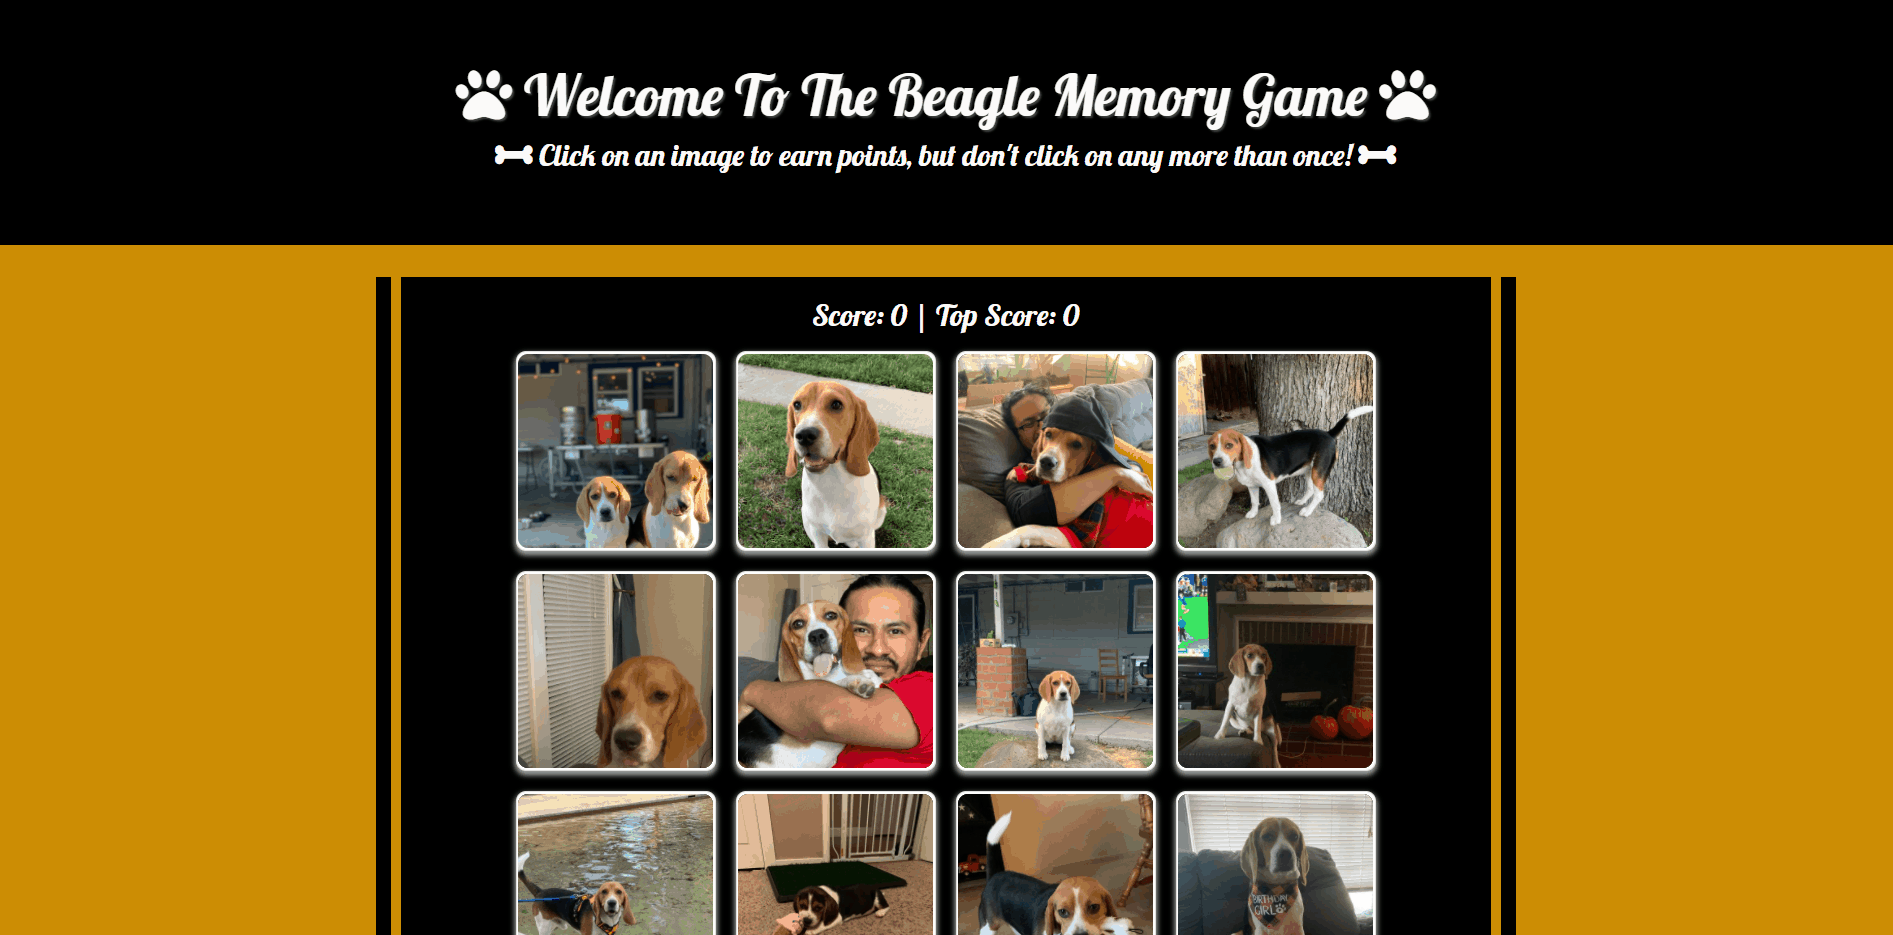 Welcome To The Beagle Memory Game
Click on an image to earn points, but don't click on any more than once!
Score: 0 | Top Score: 0
BIRTHDAY
GIRL